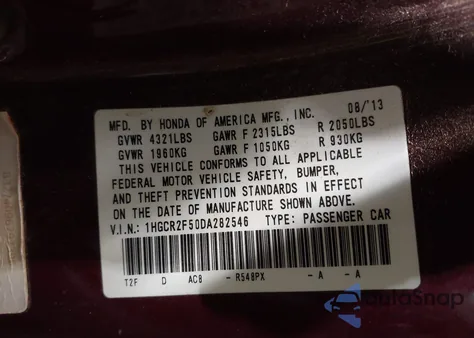 MFD. BY HONDA OF AMERICA MFG., INC. 08/'13
GVWR 4321LBS GAWR F 2315LBS R 2050LBS
GVWR 1960KG GAWR F 1050KG R 930KG
THIS VEHICLE CONFORMS TO ALL APPLICABLE
FEDERAL MOTOR VEHICLE SAFETY, BUMPER,
AND THEFT PREVENTION STANDARDS IN EFFECT
ON THE DATE OF MANUFACTURE SHOWN ABOVE.
V.I.N.: 1HGCR2F50DA282546 TYPE: PASSENGER CAR
T2F D AC8 - R548PX - A - A
AutoSnap